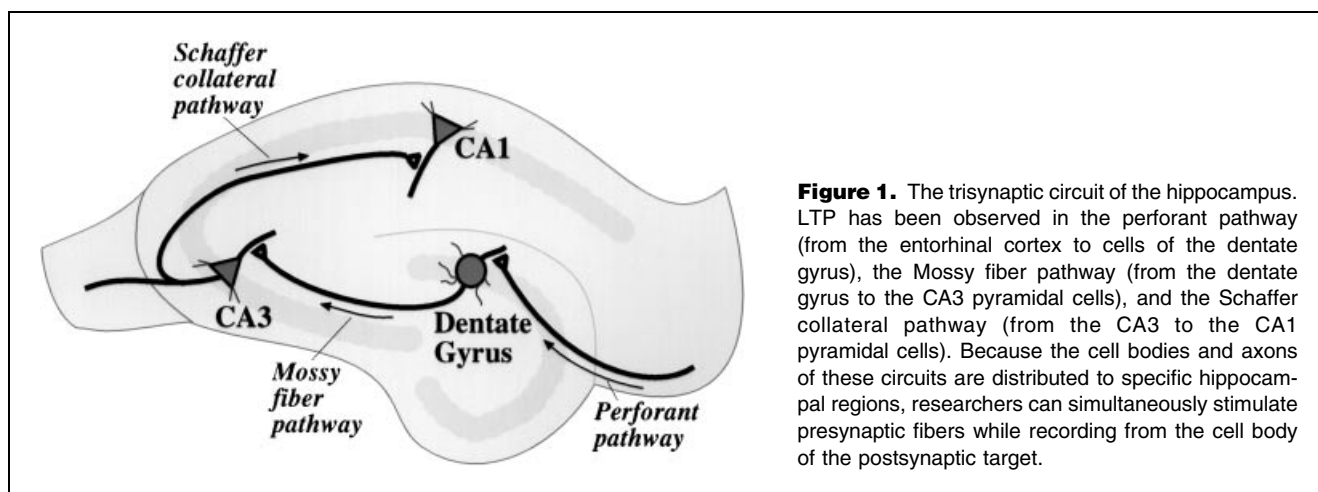 Schaffer
collateral
pathway
CA1
CA3
Mossy
fiber
pathway
Dentate
Gyrus
Perforant
pathway
Figure 1. The trisynaptic circuit of the hippocampus.
LTP has been observed in the perforant pathway
(from the entorhinal cortex to cells of the dentate
gyrus), the Mossy fiber pathway (from the dentate
gyrus to the CA3 pyramidal cells), and the Schaffer
collateral pathway (from the CA3 to the CA1
pyramidal cells). Because the cell bodies and axons
of these circuits are distributed to specific hippocam-
pal regions, researchers can simultaneously stimulate
presynaptic fibers while recording from the cell body
of the postsynaptic target.